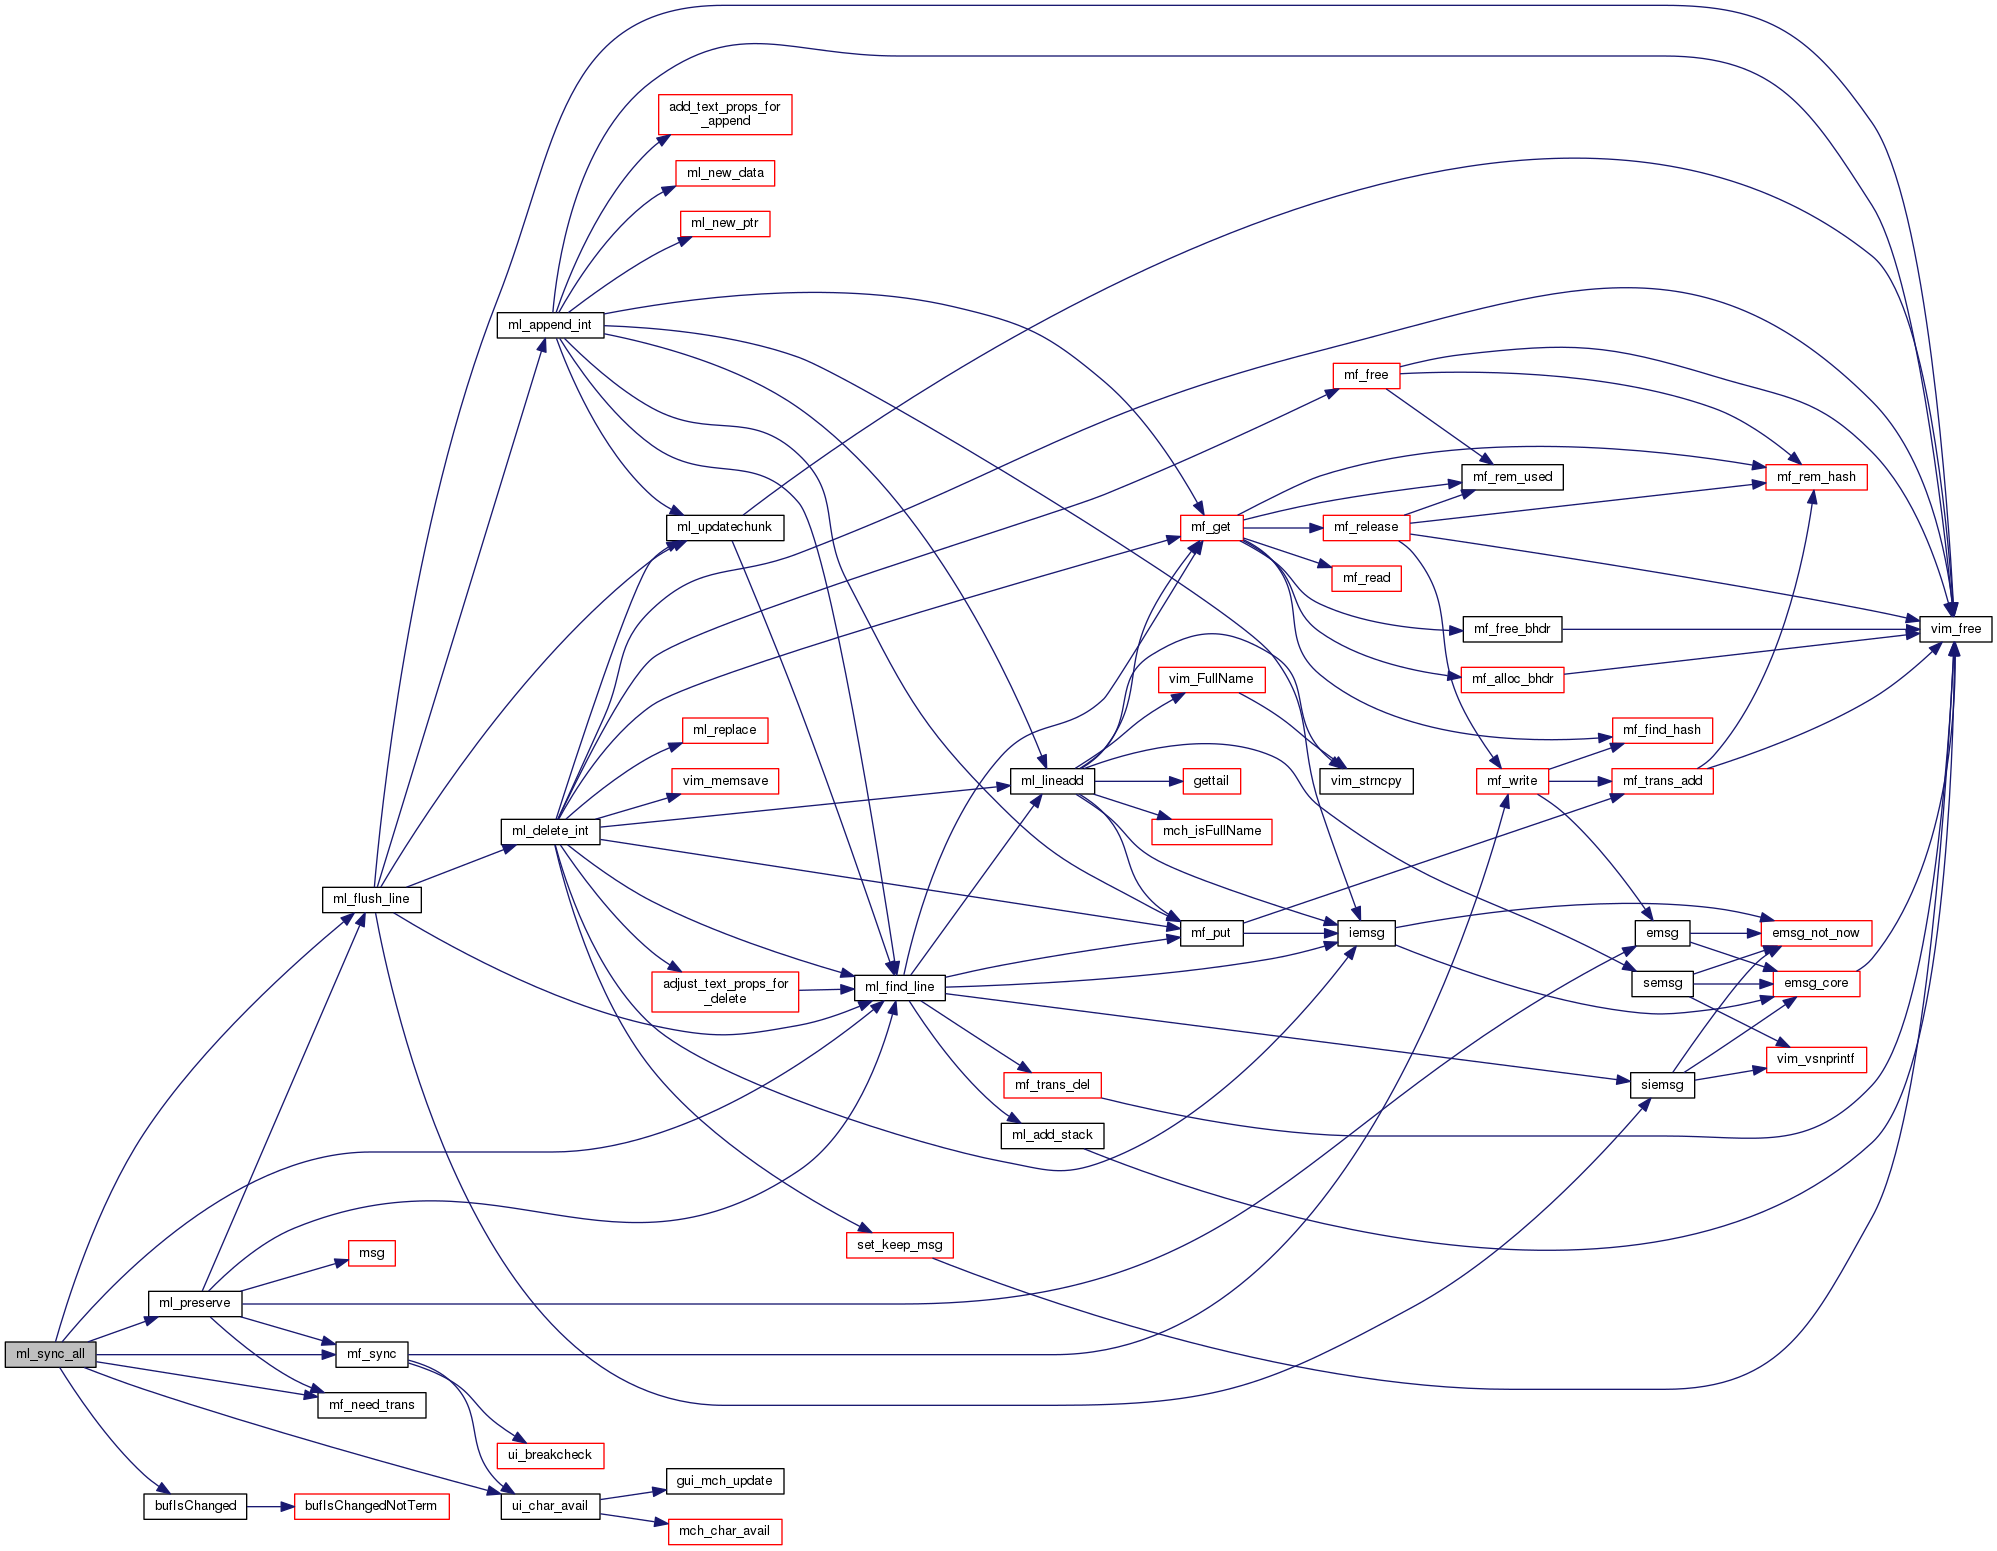 add_text_props_for
_append
ml_new_data
ml_new_ptr
ml_append_int
mf_free
mf_rem_used
mf_rem_hash
ml_updatechunk
mf_get
mf_release
mf_read
mf_free_bhdr
vim_free
vim_FullName
mf_alloc_bhdr
ml_replace
mf_find_hash
vim_memsave
ml_lineadd
gettail
vim_strncpy
mf_write
mf_trans_add
ml_delete_int
mch_isFullName
ml_flush_line
mf_put
iemsg
emsg
emsg_not_now
adjust_text_props_for
_delete
ml_find_line
semsg
emsg_core
vim_vsnprintf
mf_trans_del
siemsg
ml_add_stack
set_keep_msg
msg
ml_preserve
ml_sync_all
mf_sync
mf_need_trans
ui_breakcheck
gui_mch_update
bufIsChanged
bufIsChangedNotTerm
ui_char_avail
mch_char_avail